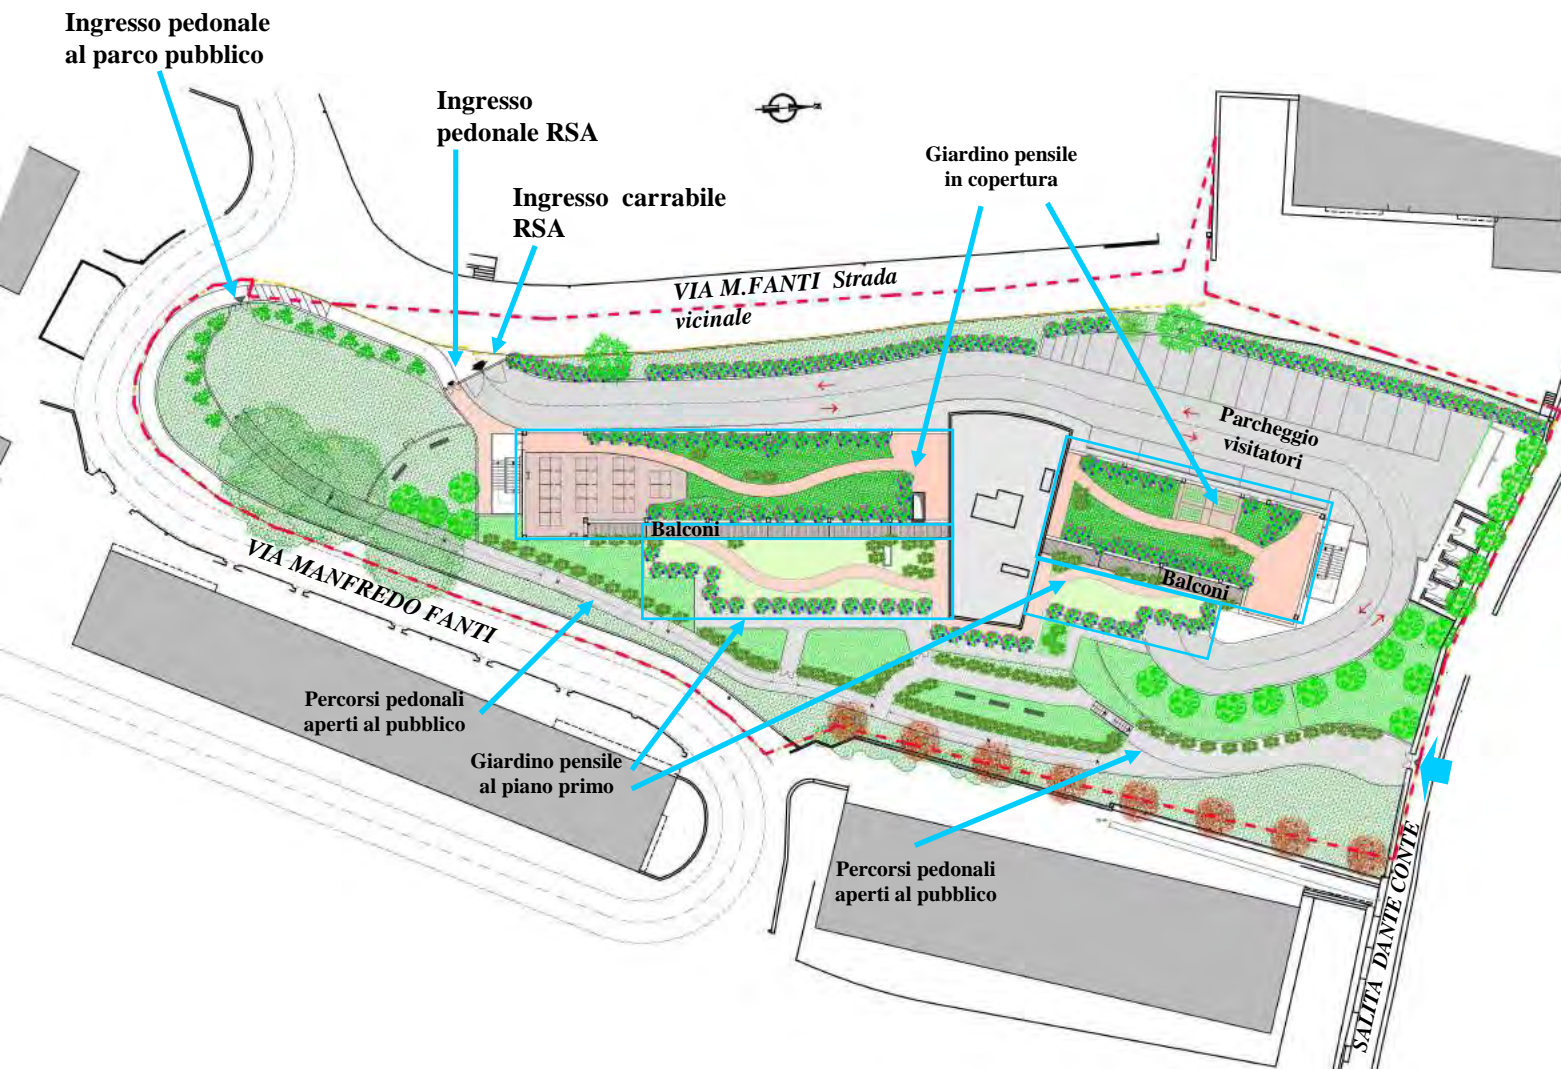 Ingresso pedonale
al parco pubblico
Ingresso
pedonale RSA
Ingresso carrabile
RSA
Giardino pensile
in copertura
VIA M.FANTI Strada
vicinale
Parcheggio
visitatori
Balconi
Balconi
VIA MANFREDO FANTI
Percorsi pedonali
aperti al pubblico
Giardino pensile
al piano primo
Percorsi pedonali
aperti al pubblico
SALITA DANTE CONTE